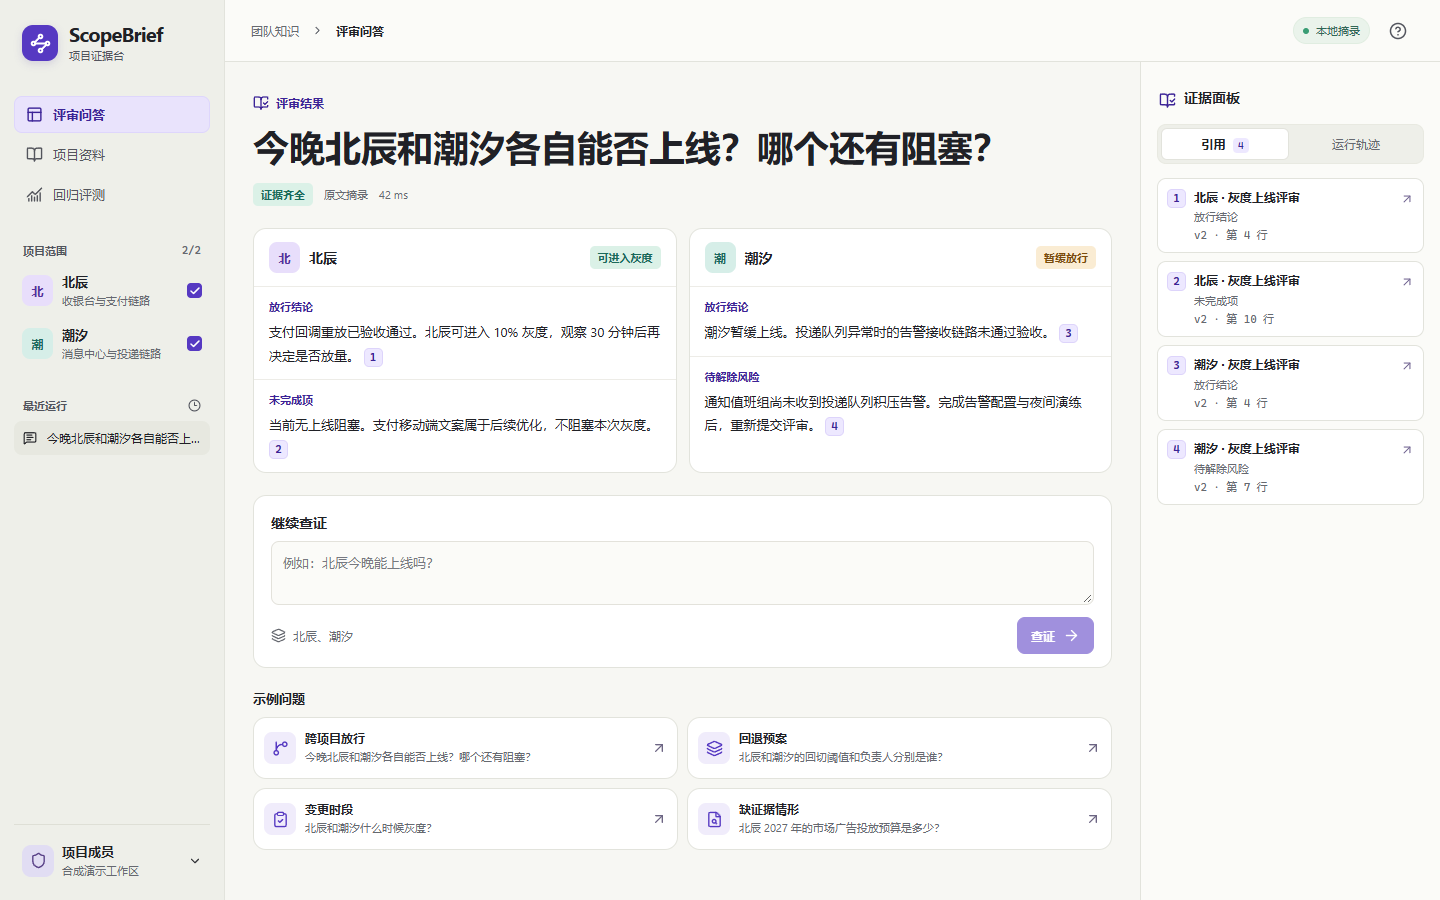 ScopeBrief
项目证据台
评审问答
项目资料
回归评测
项目范围 2/2
北 北辰
收银台与支付链路
潮 潮汐
消息中心与投递链路
最近运行
今晚北辰和潮汐各自能否上...
项目成员
合成演示工作区
团队知识 > 评审问答
本地摘录
评审结果
今晚北辰和潮汐各自能否上线？哪个还有阻塞？
证据齐全 原文摘录 42 ms
北 北辰 可进入灰度
放行结论
支付回调重放已验收通过。北辰可进入 10% 灰度，观察 30 分钟后再
决定是否放量。 1
未完成项
当前无上线阻塞。支付移动端文案属于后续优化，不阻塞本次灰度。
2
潮 潮汐 暂缓放行
放行结论
潮汐暂缓上线。投递队列异常时的告警接收链路未通过验收。 3
待解除风险
通知值班组尚未收到投递队列积压告警。完成告警配置与夜间演练
后，重新提交评审。 4
继续查证
例如：北辰今晚能上线吗？
北辰、潮汐
查证
示例问题
跨项目放行
今晚北辰和潮汐各自能否上线？哪个还有阻塞？
回退预案
北辰和潮汐的回切阈值和负责人分别是谁？
变更时段
北辰和潮汐什么时候灰度？
缺证据情形
北辰 2027 年的市场广告投放预算是多少？
证据面板
引用 4 运行轨迹
1 北辰 · 灰度上线评审
放行结论
v2 · 第 4 行
2 北辰 · 灰度上线评审
未完成项
v2 · 第 10 行
3 潮汐 · 灰度上线评审
放行结论
v2 · 第 4 行
4 潮汐 · 灰度上线评审
待解除风险
v2 · 第 7 行